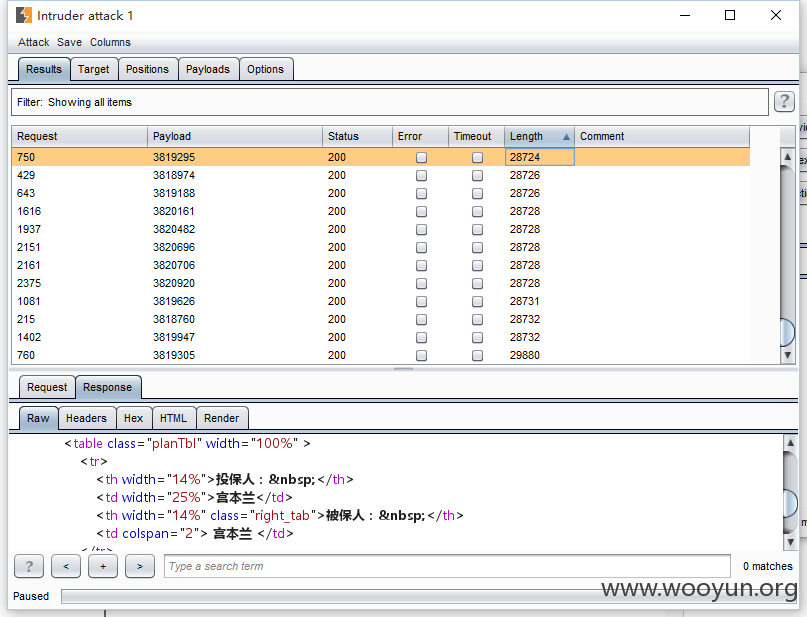 Intruder attack 1
Attack Save Columns
Results Target Positions Payloads Options
Filter: Showing all items
?
Request Payload Status Error Timeout Length Comment
750 3819295 200 28724
429 3818974 200 28726
643 3819188 200 28726
1616 3820161 200 28728
1937 3820482 200 28728
2151 3820696 200 28728
2161 3820706 200 28728
2375 3820920 200 28728
1081 3819626 200 28731
215 3818760 200 28732
1402 3819947 200 28732
760 3819305 200 29880
Request Response
Raw Headers Hex HTML Render
<table class="planTbl" width="100%" >
<tr>
<th width="14%">投保人：&nbsp;</th>
<td width="25%">宫本兰</td>
<th width="14%" class="right_tab">被保人：&nbsp;</th>
<td colspan="2"> 宫本兰 </td>
</tr>
? < + > Type a search term 0 matches
www.wooyun.org
Paused